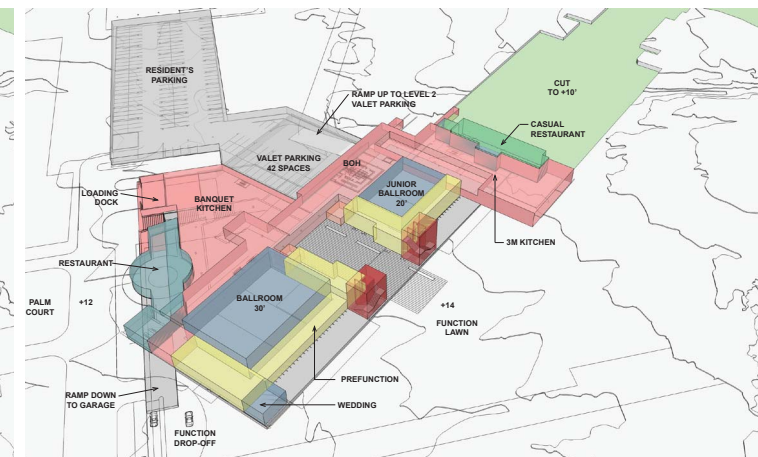 RESIDENT'S
PARKING
CUT
TO +10'
RAMP UP TO LEVEL 2
VALET PARKING
CASUAL
RESTAURANT
VALET PARKING
42 SPACES
BOH
LOADING
DOCK
BANQUET
KITCHEN
JUNIOR
BALLROOM
20'
3M KITCHEN
RESTAURANT
PALM
COURT
+12
BALLROOM
30'
+14
FUNCTION
LAWN
PREFUNCTION
RAMP DOWN
TO GARAGE
WEDDING
FUNCTION
DROP-OFF